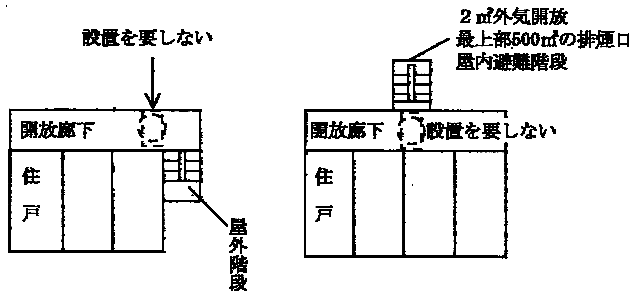 設置を要しない
開放廊下
住戸
屋外階段
2㎡外気開放
最上部500㎠の排煙口
屋内避難階段
開放廊下
設置を要しない
住戸